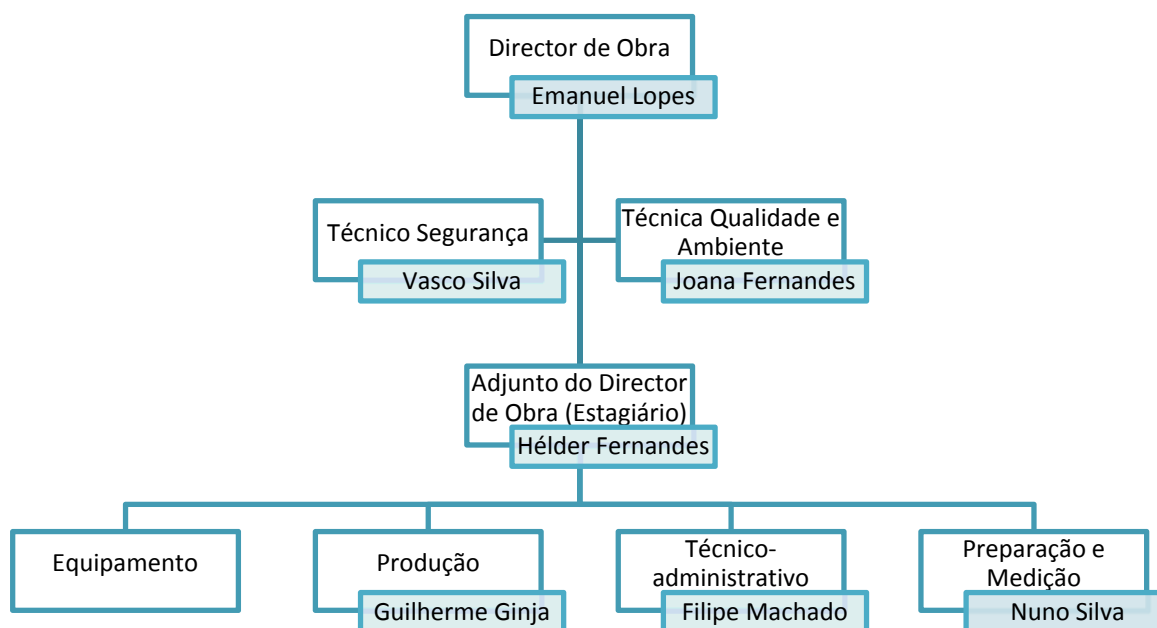 Director de Obra
Emanuel Lopes
Técnico Segurança
Vasco Silva
Técnica Qualidade e
Ambiente
Joana Fernandes
Adjunto do Director
de Obra (Estagiário)
Hélder Fernandes
Equipamento
Produção
Guilherme Ginja
Técnico-
administrativo
Filipe Machado
Preparação e
Medição
Nuno Silva